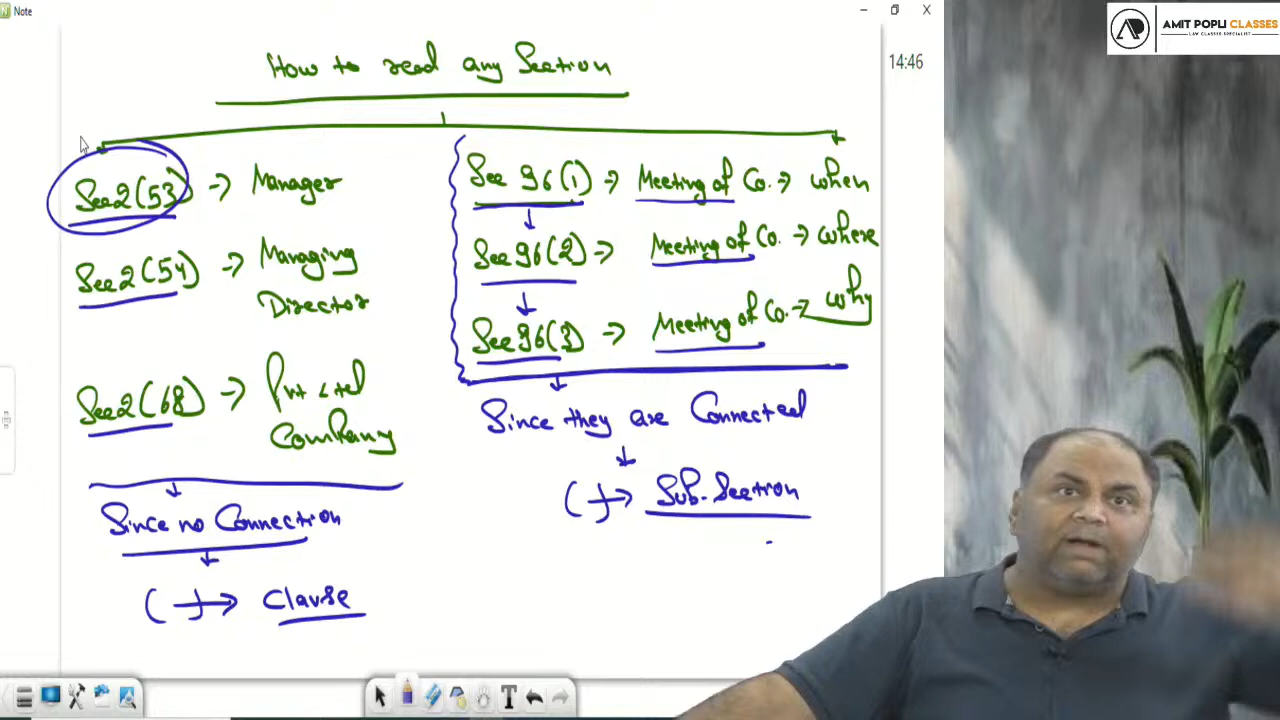 Note
AMIT POPLI CLASSES
LAW CLASSES SPECIALIST
14:46
How to read any Section
Sec 2(53) -> Manager
Sec 2(54) -> Managing
Director
Sec 2(68) -> Pvt Ltd
Company
Since no Connection
( ) -> Clause
Sec 96(1) -> Meeting of Co. -> when
Sec 96(2) -> Meeting of Co. -> where
Sec 96(3) -> Meeting of Co. -> why
Since they are Connected
( ) -> Sub-Section